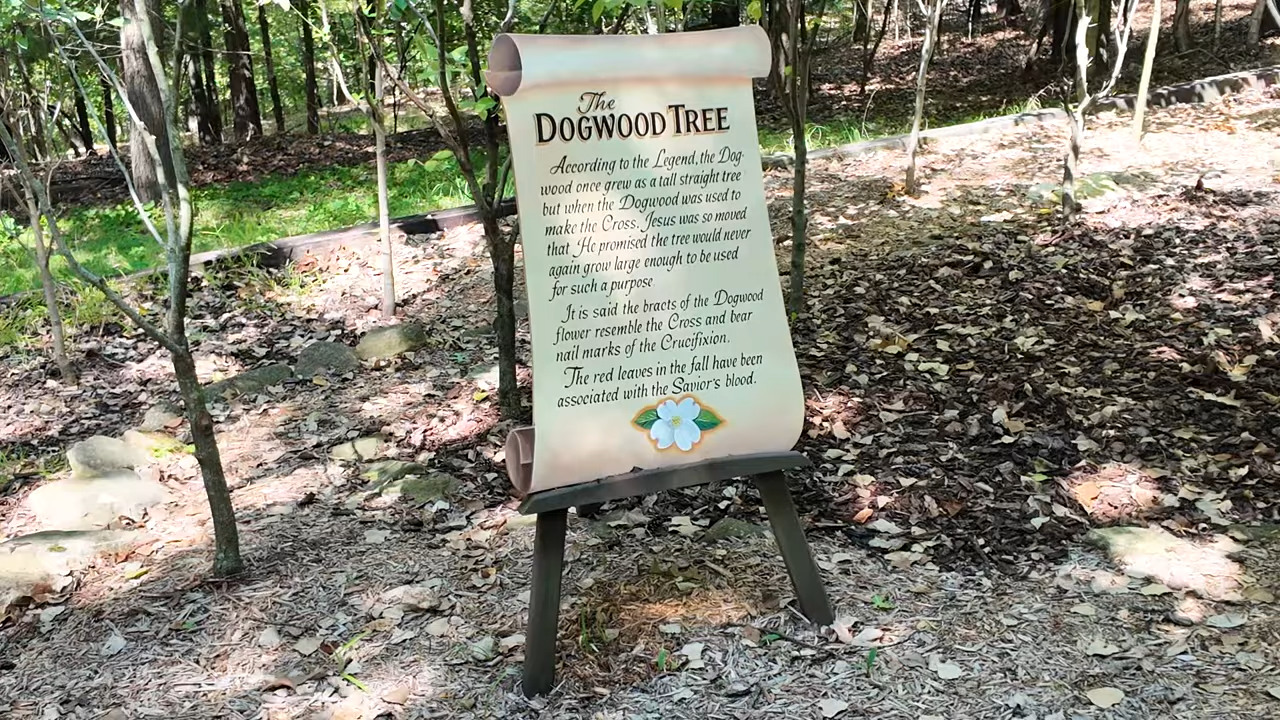 The
DOGWOOD TREE
According to the Legend, the Dog-
wood once grew as a tall straight tree
but when the Dogwood was used to
make the Cross, Jesus was so moved
that He promised the tree would never
again grow large enough to be used
for such a purpose.
It is said the bracts of the Dogwood
flower resemble the Cross and bear
nail marks of the Crucifixion.
The red leaves in the fall have been
associated with the Savior's blood.